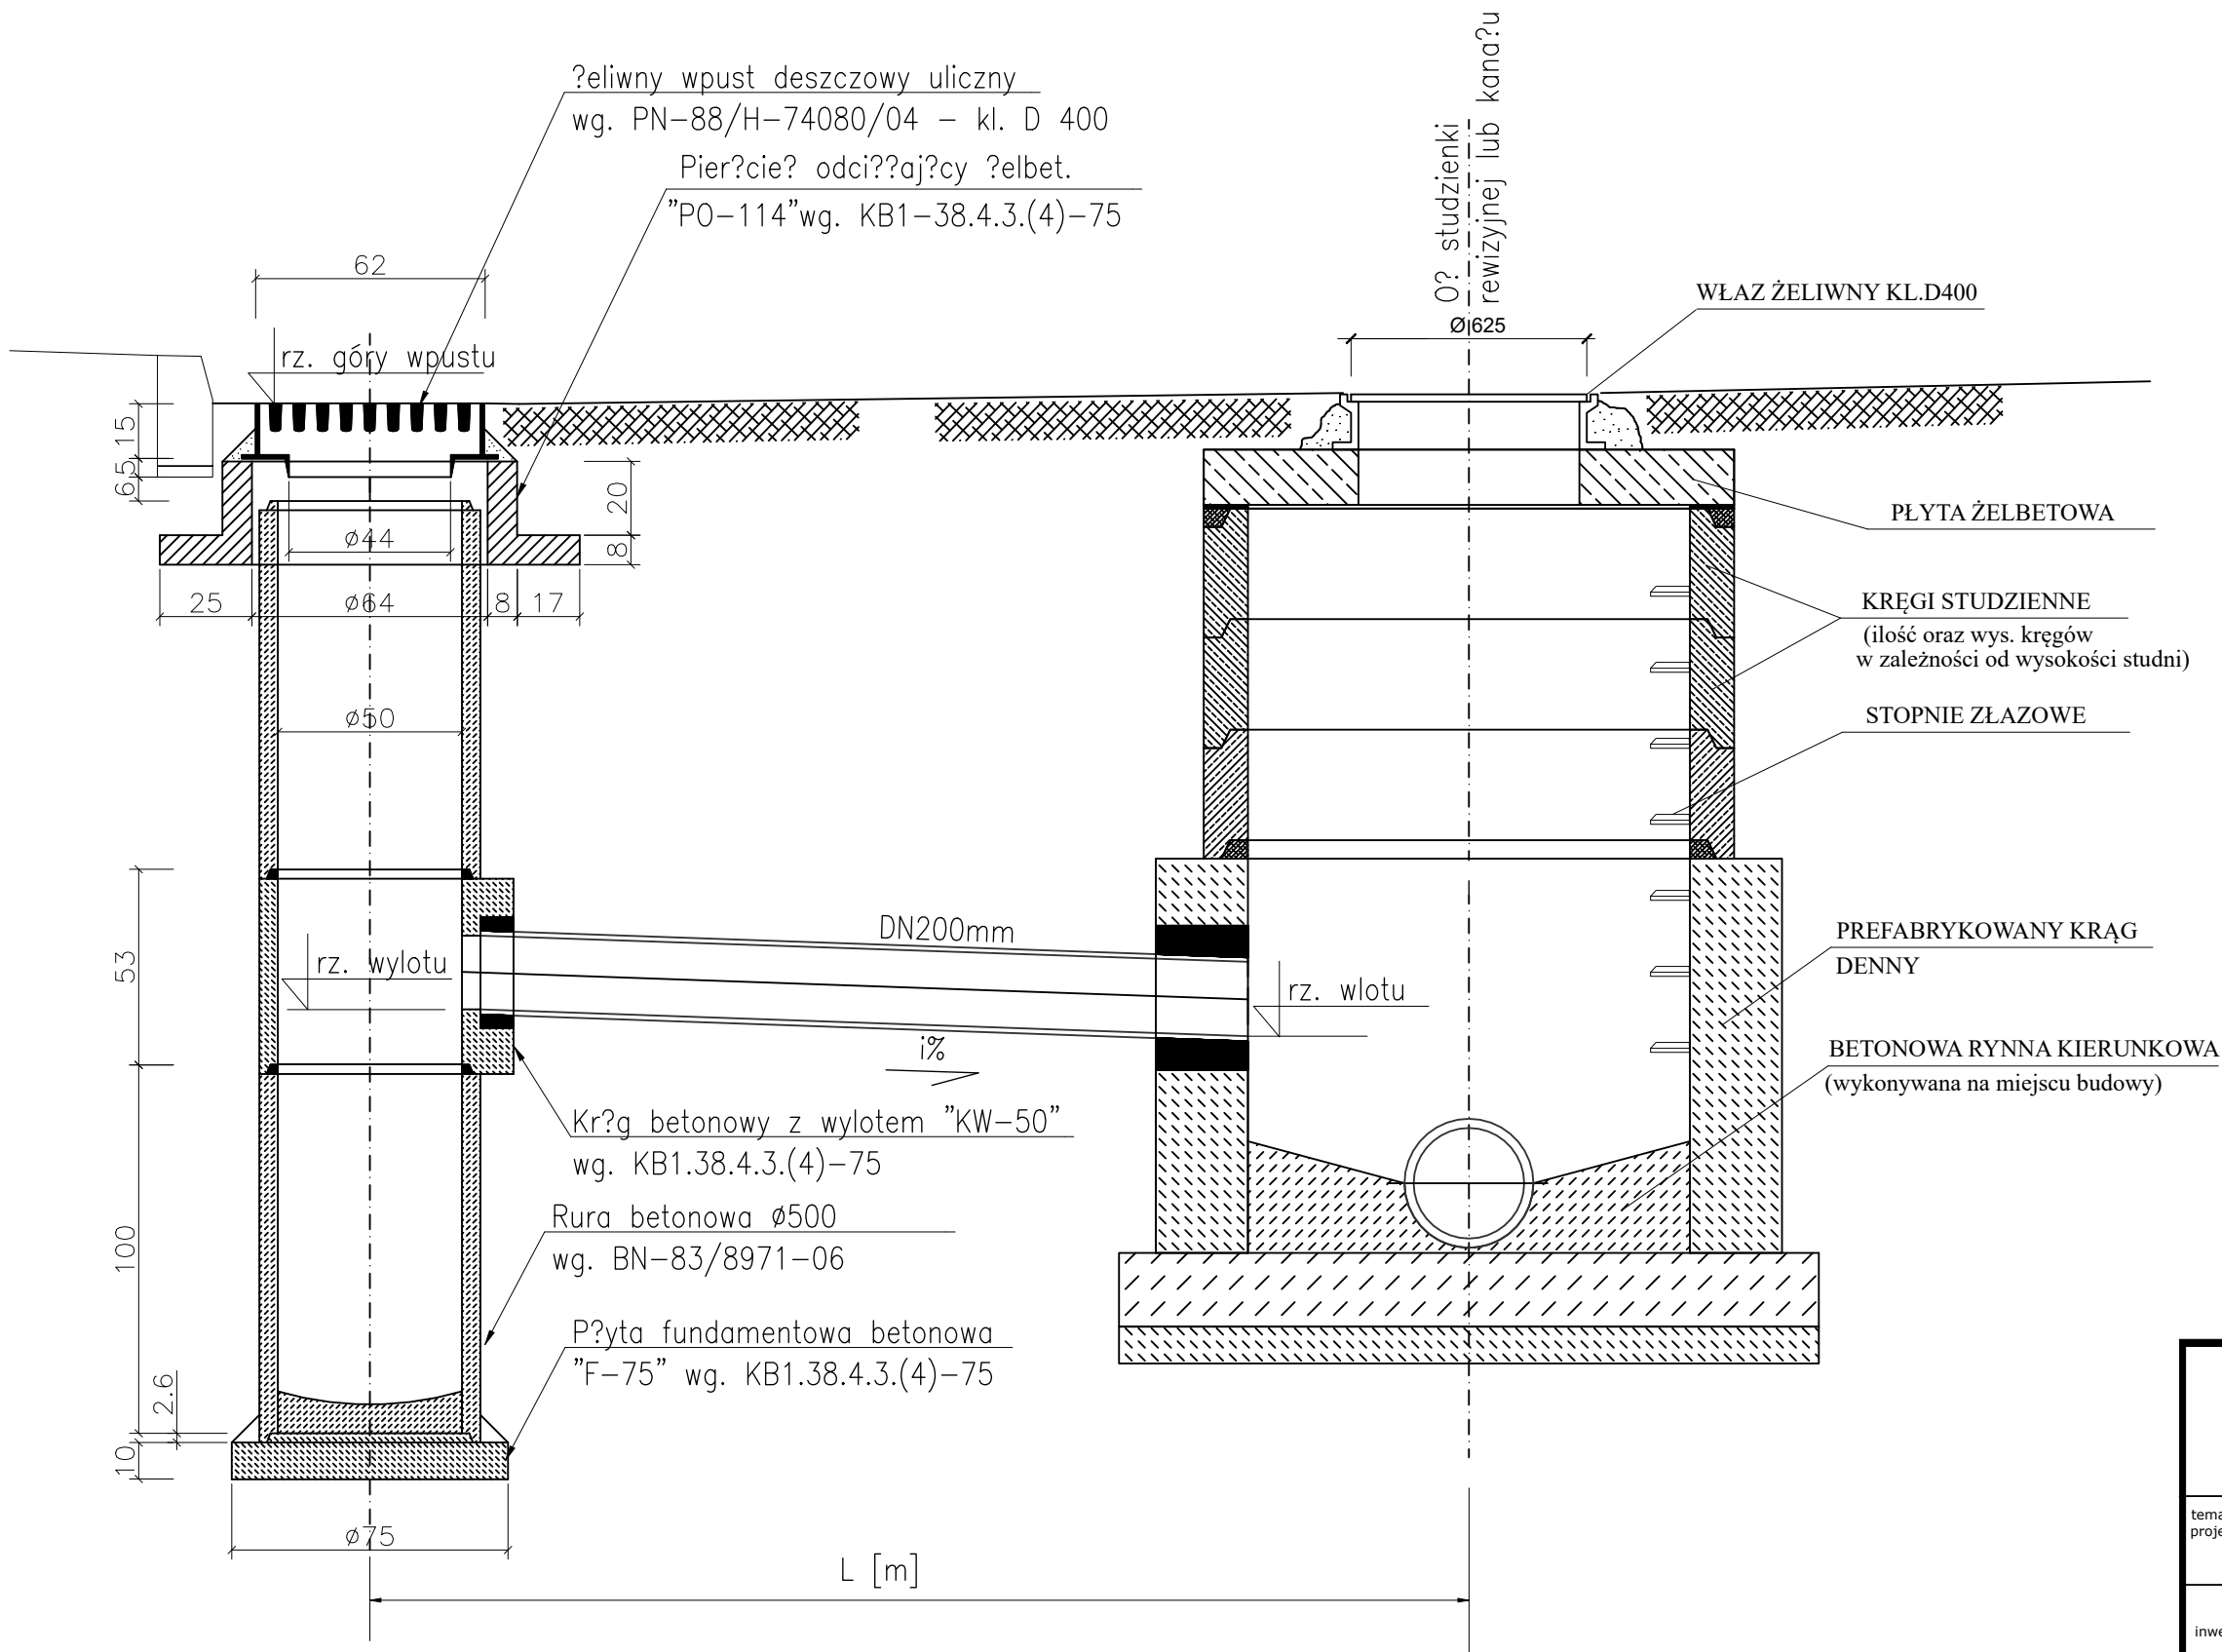 ?eliwny wpust deszczowy uliczny
wg. PN-88/H-74080/04 - kl. D 400
Pier?cie? odci??aj?cy ?elbet.
"PO-114"wg. KB1-38.4.3.(4)-75
O? studzienki
rewizyjnej lub kana?u
62
rz. góry wpustu
Ø 625
WŁAZ ŻELIWNY KL.D400
15
5
6
20
8
ø44
25
ø64
8
17
PŁYTA ŻELBETOWA
KRĘGI STUDZIENNE
(ilość oraz wys. kręgów
w zależności od wysokości studni)
ø50
STOPNIE ZŁAZOWE
53
rz. wylotu
DN200mm
rz. wlotu
i%
PREFABRYKOWANY KRĄG
DENNY
BETONOWA RYNNA KIERUNKOWA
(wykonywana na miejscu budowy)
Kr?g betonowy z wylotem "KW-50"
wg. KB1.38.4.3.(4)-75
100
Rura betonowa ø500
wg. BN-83/8971-06
P?yta fundamentowa betonowa
"F-75" wg. KB1.38.4.3.(4)-75
2.6
10
ø75
L [m]